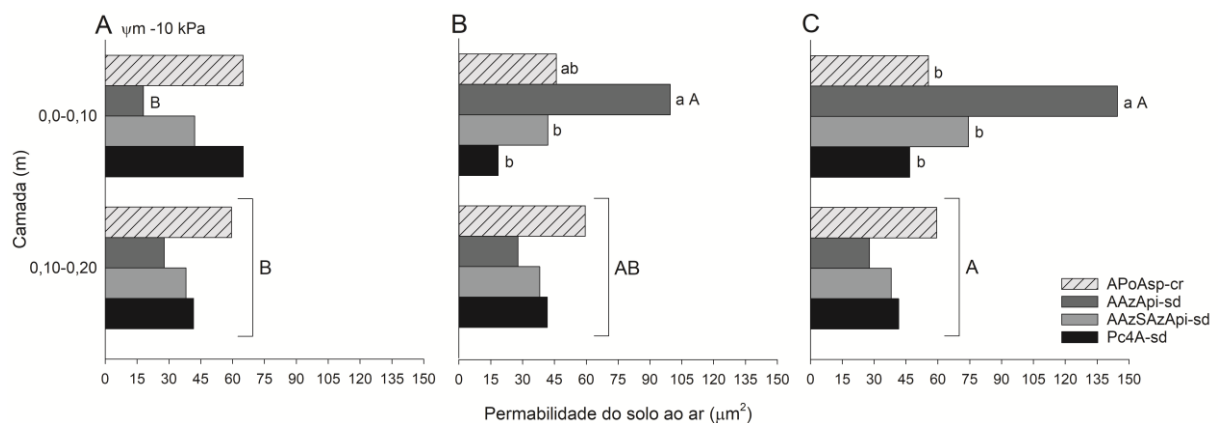 A ψm -10 kPa
B
C
Camada (m)
0,0-0,10
0,10-0,20
B
B
ab
a A
b
b
AB
b
a A
b
b
A
APoAsp-cr
AAzApi-sd
AAzSAzApi-sd
Pc4A-sd
0 15 30 45 60 75 90 105 120 135 150
0 15 30 45 60 75 90 105 120 135 150
0 15 30 45 60 75 90 105 120 135 150
Permabilidade do solo ao ar (μm²)